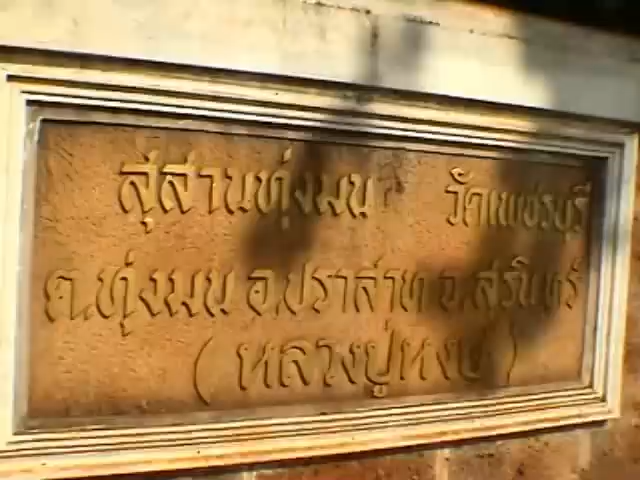 สุสานทุ่งมน วัดเพชรบุรี
ต.ทุ่งมน อ.ปราสาท จ.สุรินทร์
(หลวงปู่หงษ์)